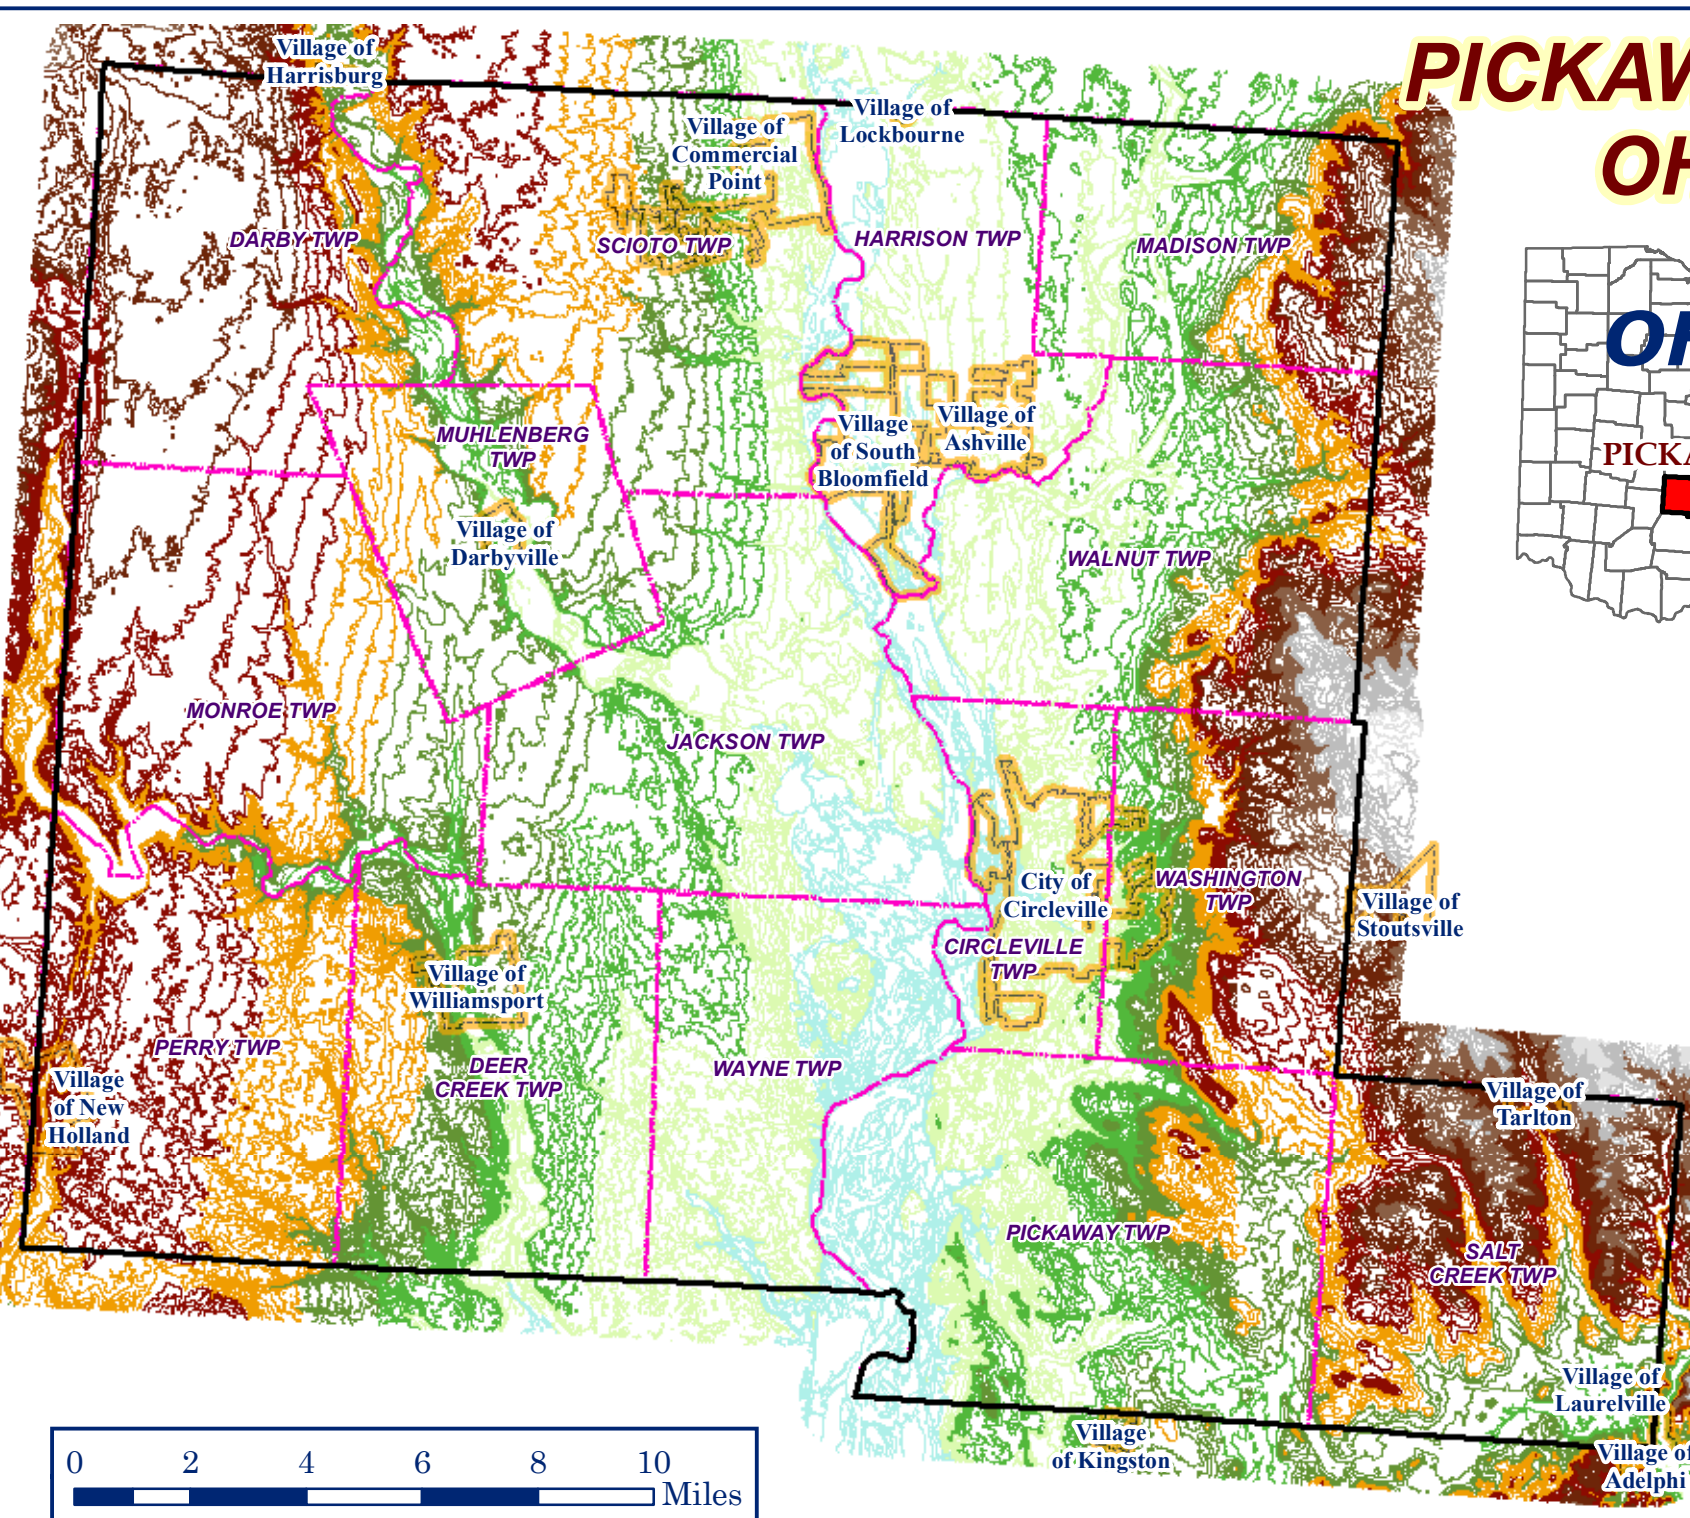 PICKAW
OH
Village of
Harrisburg
Village of
Commercial
Point
Village of
Lockbourne
DARBY TWP
SCIOTO TWP
HARRISON TWP
MADISON TWP
OH
PICKA
MUHLENBERG
TWP
Village
of South
Bloomfield
Village of
Ashville
Village of
Darbyville
WALNUT TWP
MONROE TWP
JACKSON TWP
City of
Circleville
WASHINGTON
TWP
Village of
Stoutsville
CIRCLEVILLE
TWP
Village of
Williamsport
PERRY TWP
DEER
CREEK TWP
WAYNE TWP
Village
of New
Holland
Village of
Tarlton
PICKAWAY TWP
SALT
CREEK TWP
Village of
Laurelville
Village
of Kingston
Village of
Adelphi
0 2 4 6 8 10
Miles